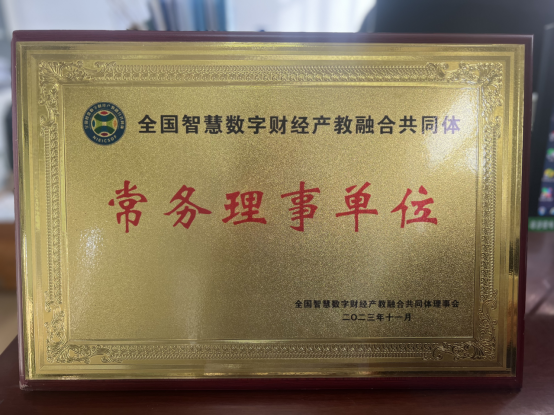 全国智慧数字财经产教融合共同体
常务理事单位
全国智慧数字财经产教融合共同体理事会
二〇二三年十一月